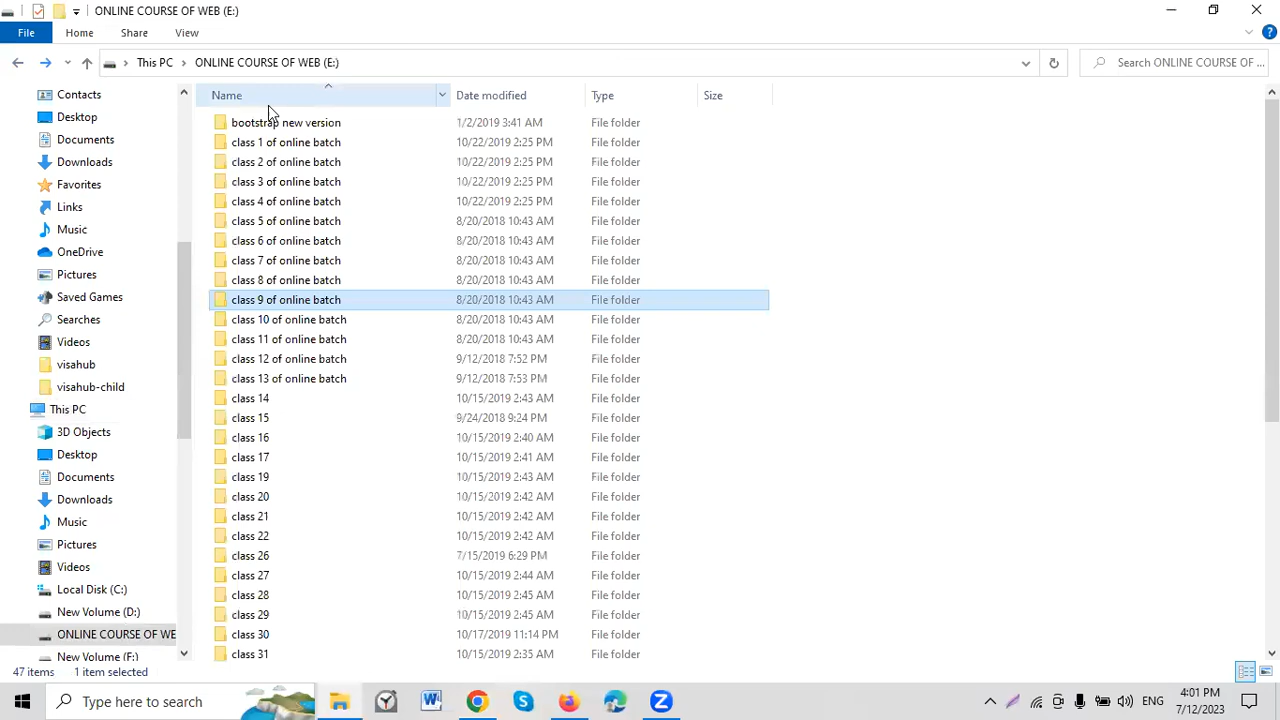 ONLINE COURSE OF WEB (E:)
File Home Share View
This PC ONLINE COURSE OF WEB (E:) Search ONLINE COURSE OF ...
Name Date modified Type Size
Contacts
Desktop
Documents
Downloads
Favorites
Links
Music
OneDrive
Pictures
Saved Games
Searches
Videos
visahub
visahub-child
This PC
3D Objects
Desktop
Documents
Downloads
Music
Pictures
Videos
Local Disk (C:)
New Volume (D:)
ONLINE COURSE OF WE
New Volume (F:)
bootstrap new version 1/2/2019 3:41 AM File folder
class 1 of online batch 10/22/2019 2:25 PM File folder
class 2 of online batch 10/22/2019 2:25 PM File folder
class 3 of online batch 10/22/2019 2:25 PM File folder
class 4 of online batch 10/22/2019 2:25 PM File folder
class 5 of online batch 8/20/2018 10:43 AM File folder
class 6 of online batch 8/20/2018 10:43 AM File folder
class 7 of online batch 8/20/2018 10:43 AM File folder
class 8 of online batch 8/20/2018 10:43 AM File folder
class 9 of online batch 8/20/2018 10:43 AM File folder
class 10 of online batch 8/20/2018 10:43 AM File folder
class 11 of online batch 8/20/2018 10:43 AM File folder
class 12 of online batch 9/12/2018 7:52 PM File folder
class 13 of online batch 9/12/2018 7:53 PM File folder
class 14 10/15/2019 2:43 AM File folder
class 15 9/24/2018 9:24 PM File folder
class 16 10/15/2019 2:40 AM File folder
class 17 10/15/2019 2:41 AM File folder
class 19 10/15/2019 2:43 AM File folder
class 20 10/15/2019 2:42 AM File folder
class 21 10/15/2019 2:42 AM File folder
class 22 10/15/2019 2:42 AM File folder
class 26 7/15/2019 6:29 PM File folder
class 27 10/15/2019 2:44 AM File folder
class 28 10/15/2019 2:45 AM File folder
class 29 10/15/2019 2:45 AM File folder
class 30 10/17/2019 11:14 PM File folder
class 31 10/15/2019 2:35 AM File folder
47 items 1 item selected
Type here to search
ENG
4:01 PM
7/12/2023